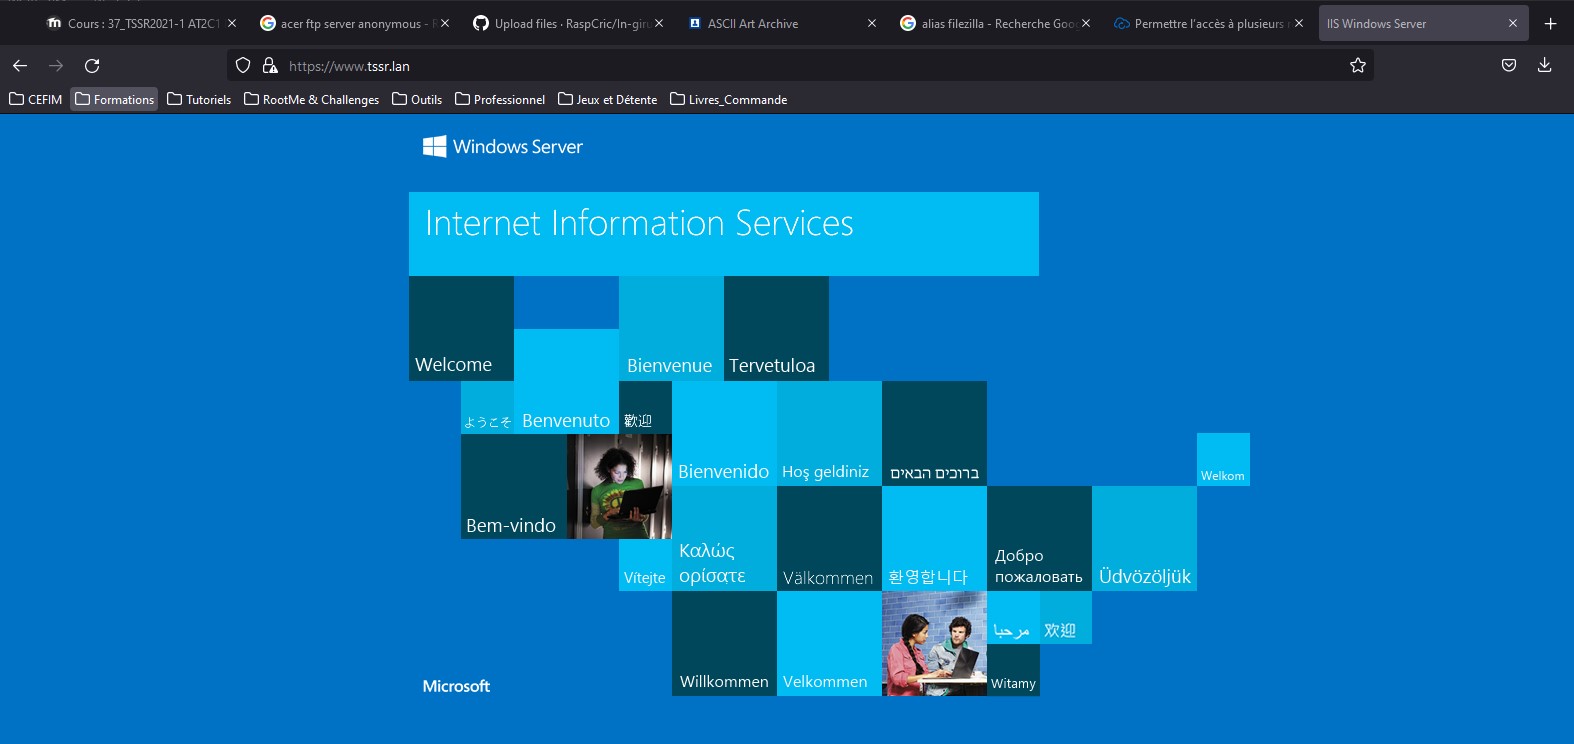 Cours : 37_TSSR2021-1 AT2C1
acer ftp server anonymous - R
Upload files · RaspCric/In-giru
ASCII Art Archive
alias filezilla - Recherche Goo
Permettre l'accès à plusieurs
IIS Windows Server
https://www.tssr.lan
CEFIM
Formations
Tutoriels
RootMe & Challenges
Outils
Professionnel
Jeux et Détente
Livres_Commande
Windows Server
Internet Information Services
Welcome
Bienvenue
Tervetuloa
ようこそ
Benvenuto
歡迎
Bienvenido
Hoş geldiniz
ברוכים הבאים
Welkom
Bem-vindo
Καλώς
ορίσατε
Vítejte
Välkommen
환영합니다
Добро
пожаловать
Üdvözöljük
مرحبا
欢迎
Willkommen
Velkommen
Witamy
Microsoft